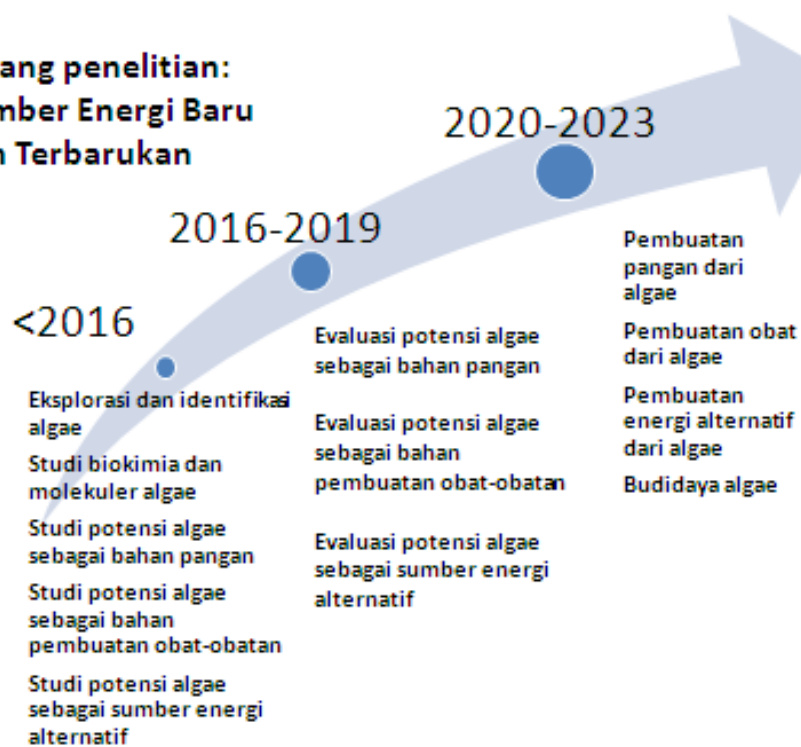 ang penelitian:
mber Energi Baru
n Terbarukan
<2016
Eksplorasi dan identifikasi
algae
Studi biokimia dan
molekuler algae
Studi potensi algae
sebagai bahan pangan
Studi potensi algae
sebagai bahan
pembuatan obat-obatan
Studi potensi algae
sebagai sumber energi
alternatif
2016-2019
Evaluasi potensi algae
sebagai bahan pangan
Evaluasi potensi algae
sebagai bahan
pembuatan obat-obatan
Evaluasi potensi algae
sebagai sumber energi
alternatif
2020-2023
Pembuatan
pangan dari
algae
Pembuatan obat
dari algae
Pembuatan
energi alternatif
dari algae
Budidaya algae